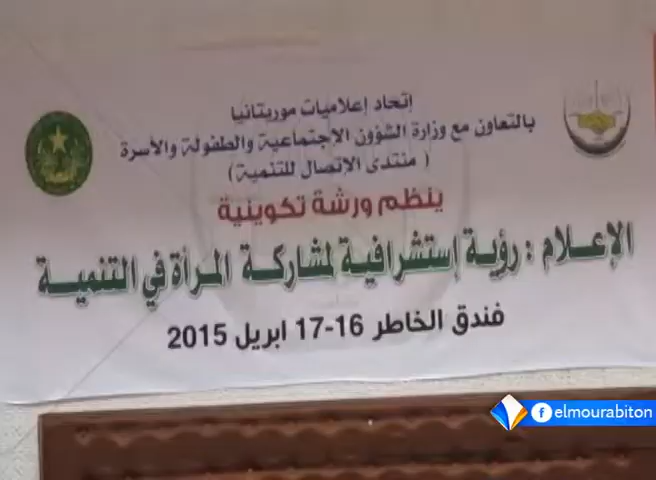 إتحاد إعلاميات موريتانيا
بالتعاون مع وزارة الشؤون الإجتماعية والطفولة والأسرة
( منتدى الإتصال للتنمية)
ينظم ورشة تكوينية
الإعلام : رؤية إستشرافية لمشاركة المرأة في التنمية
فندق الخاطر 16-17 ابريل 2015
elmourabiton